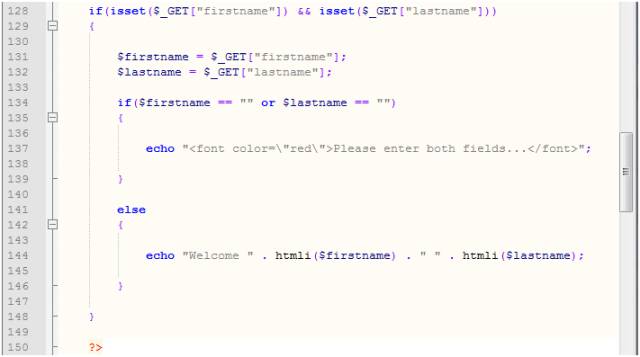 128 if(isset($_GET["firstname"]) && isset($_GET["lastname"]))
129 {
130
131 $firstname = $_GET["firstname"];
132 $lastname = $_GET["lastname"];
133
134 if($firstname == "" or $lastname == "")
135 {
136
137 echo "<font color=\"red\">Please enter both fields...</font>";
138
139 }
140
141 else
142 {
143
144 echo "Welcome " . htmli($firstname) . " " . htmli($lastname);
145
146 }
147
148 }
149
150 ?>